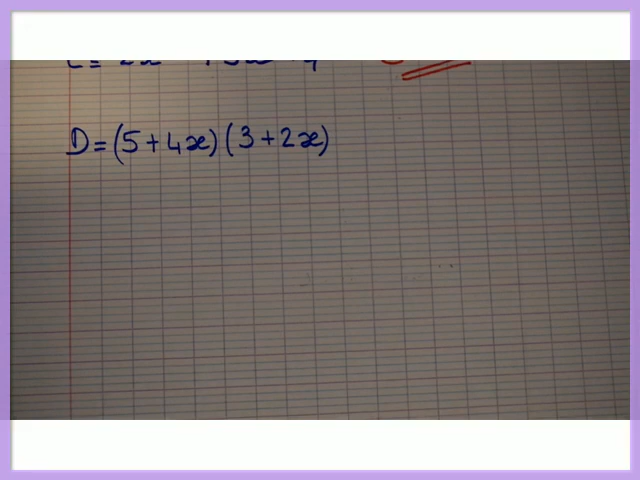 D = (5 + 4x)(3 + 2x)